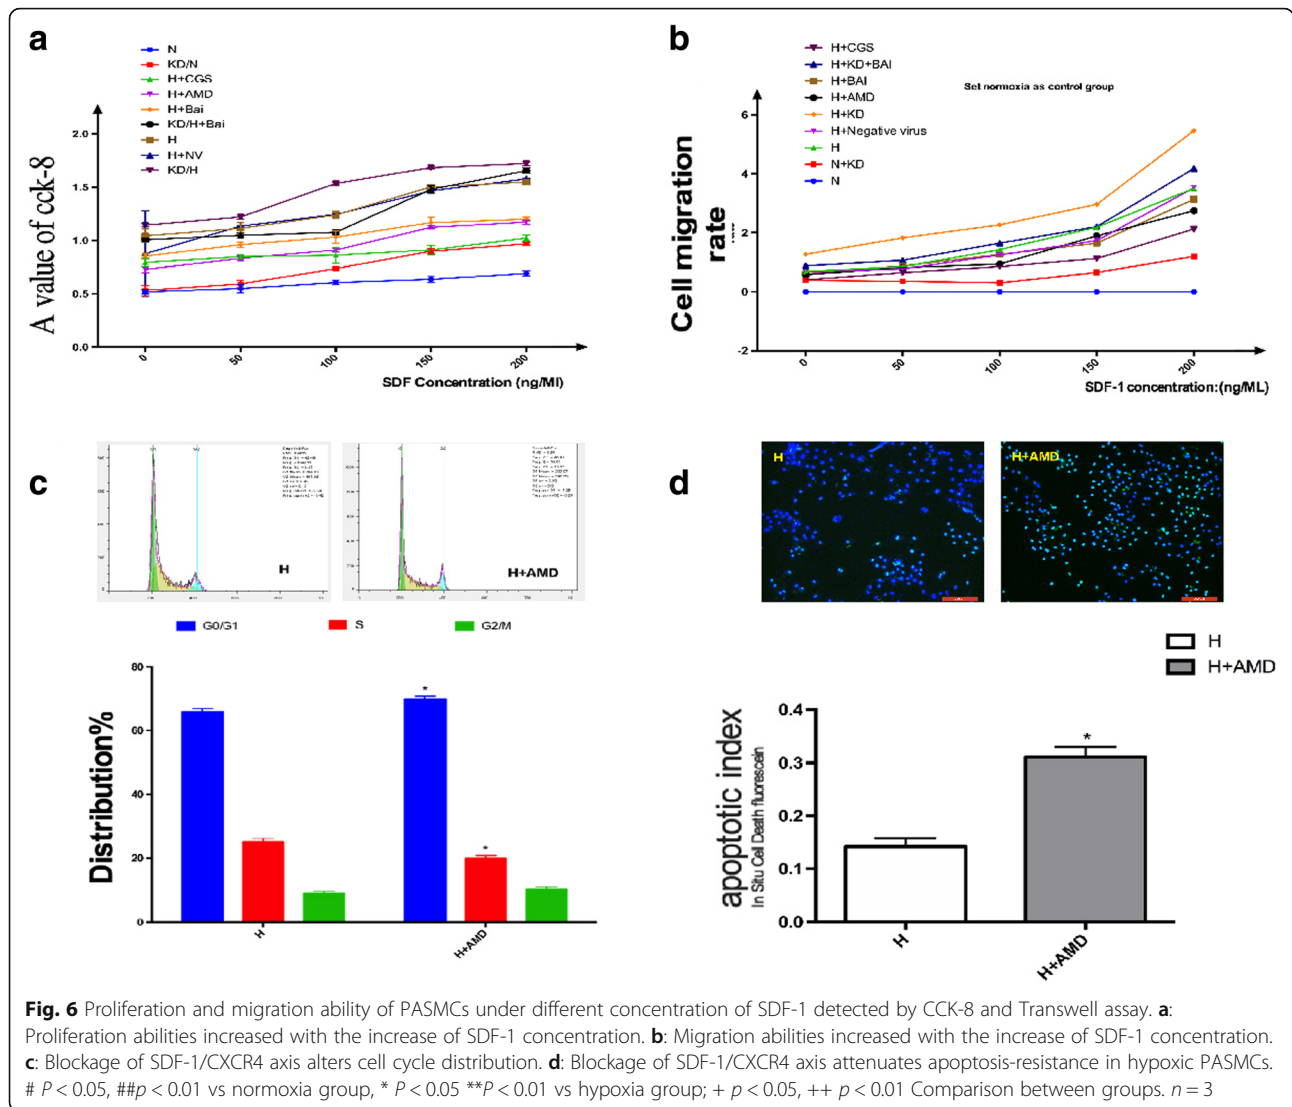 a
N
KD/N
H+CGS
H+AMD
H+Bai
KD/H+Bai
H
H+NV
KD/H
A value of cck-8
2.0
1.5
1.0
0.5
0.0
0
50
100
150
200
SDF Concentration (ng/Ml)
b
H+CGS
H+KD+BAI
H+BAI
H+AMD
H+KD
H+Negative virus
H
N+KD
N
Set normoxia as control group
Cell migration
rate
6
4
2
0
-2
0
50
100
150
200
SDF-1 concentration:(ng/ML)
c
H
H+AMD
G0/G1
S
G2/M
Distribution%
80
60
40
20
0
H
H+AMD
*
*
d
H
H+AMD
H
H+AMD
apoptotic index
In Situ Cell Death fluorescein
0.4
0.3
0.2
0.1
0.0
*
H
H+AMD
Fig. 6 Proliferation and migration ability of PASMCs under different concentration of SDF-1 detected by CCK-8 and Transwell assay. a:
Proliferation abilities increased with the increase of SDF-1 concentration. b: Migration abilities increased with the increase of SDF-1 concentration.
c: Blockage of SDF-1/CXCR4 axis alters cell cycle distribution. d: Blockage of SDF-1/CXCR4 axis attenuates apoptosis-resistance in hypoxic PASMCs.
# P < 0.05, ##p < 0.01 vs normoxia group, * P < 0.05 **P < 0.01 vs hypoxia group; + p < 0.05, ++ p < 0.01 Comparison between groups. n = 3